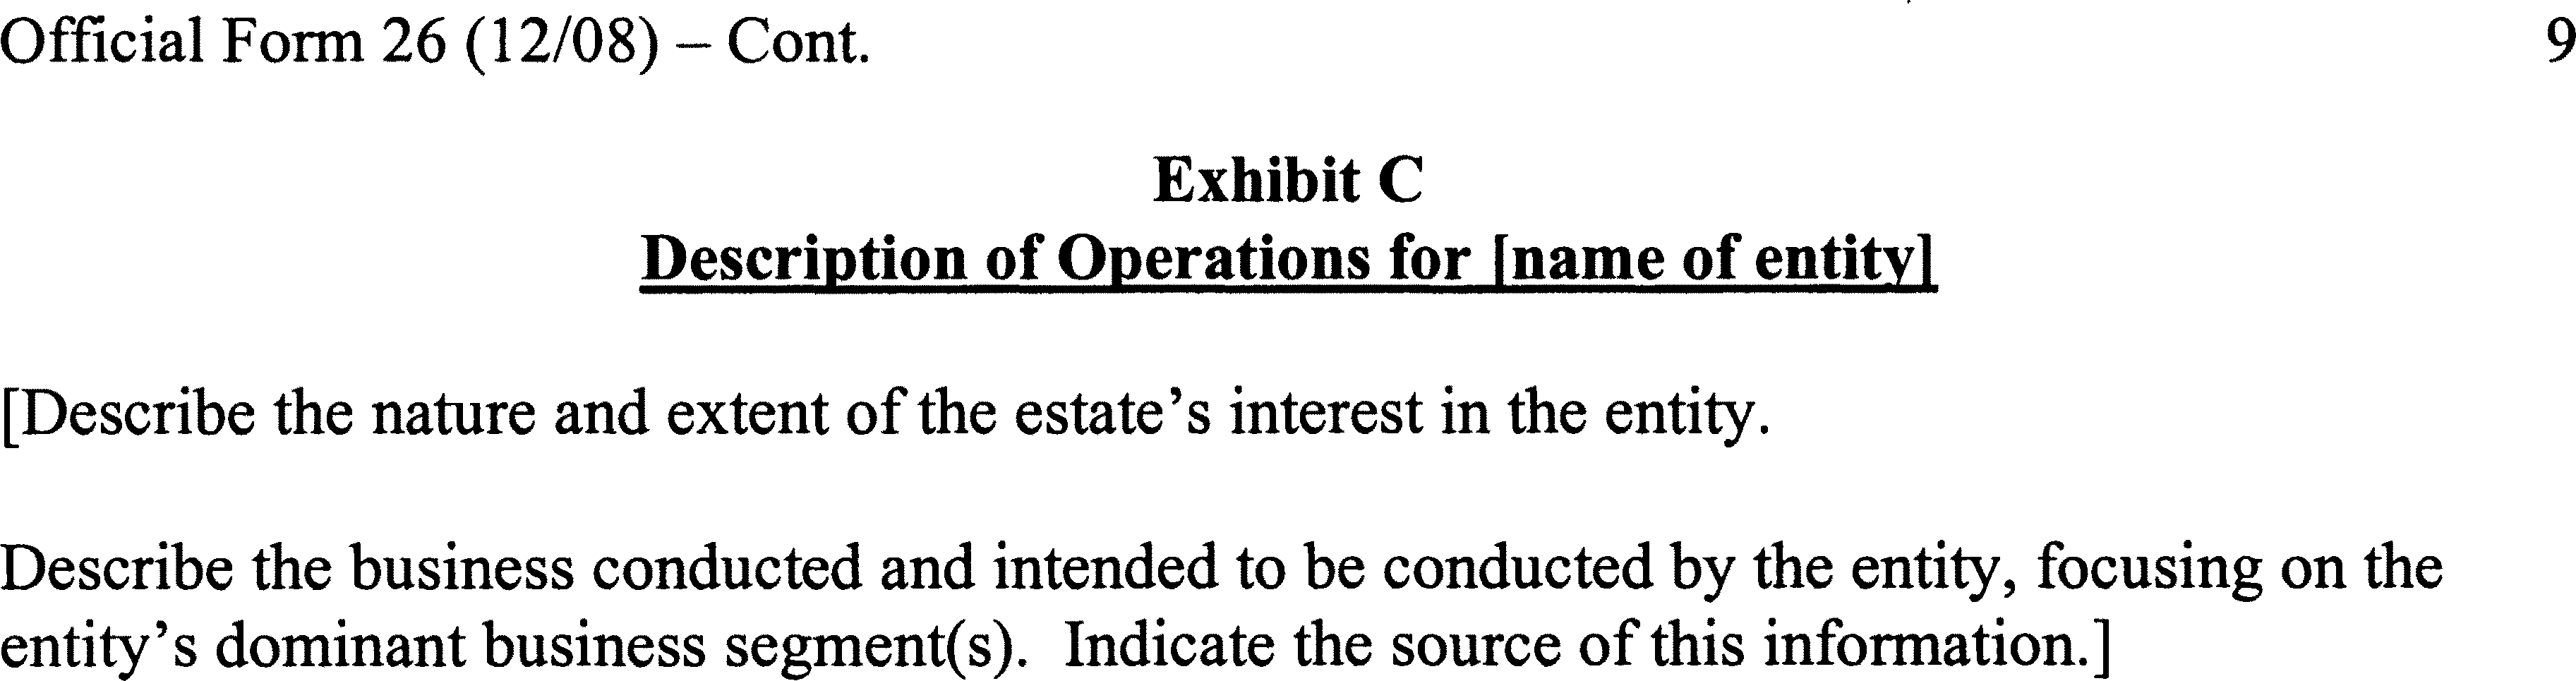 Official Form 26 (12/08) – Cont. 9
Exhibit C
Description of Operations for [name of entity]
[Describe the nature and extent of the estate’s interest in the entity.
Describe the business conducted and intended to be conducted by the entity, focusing on the
entity’s dominant business segment(s).  Indicate the source of this information.]